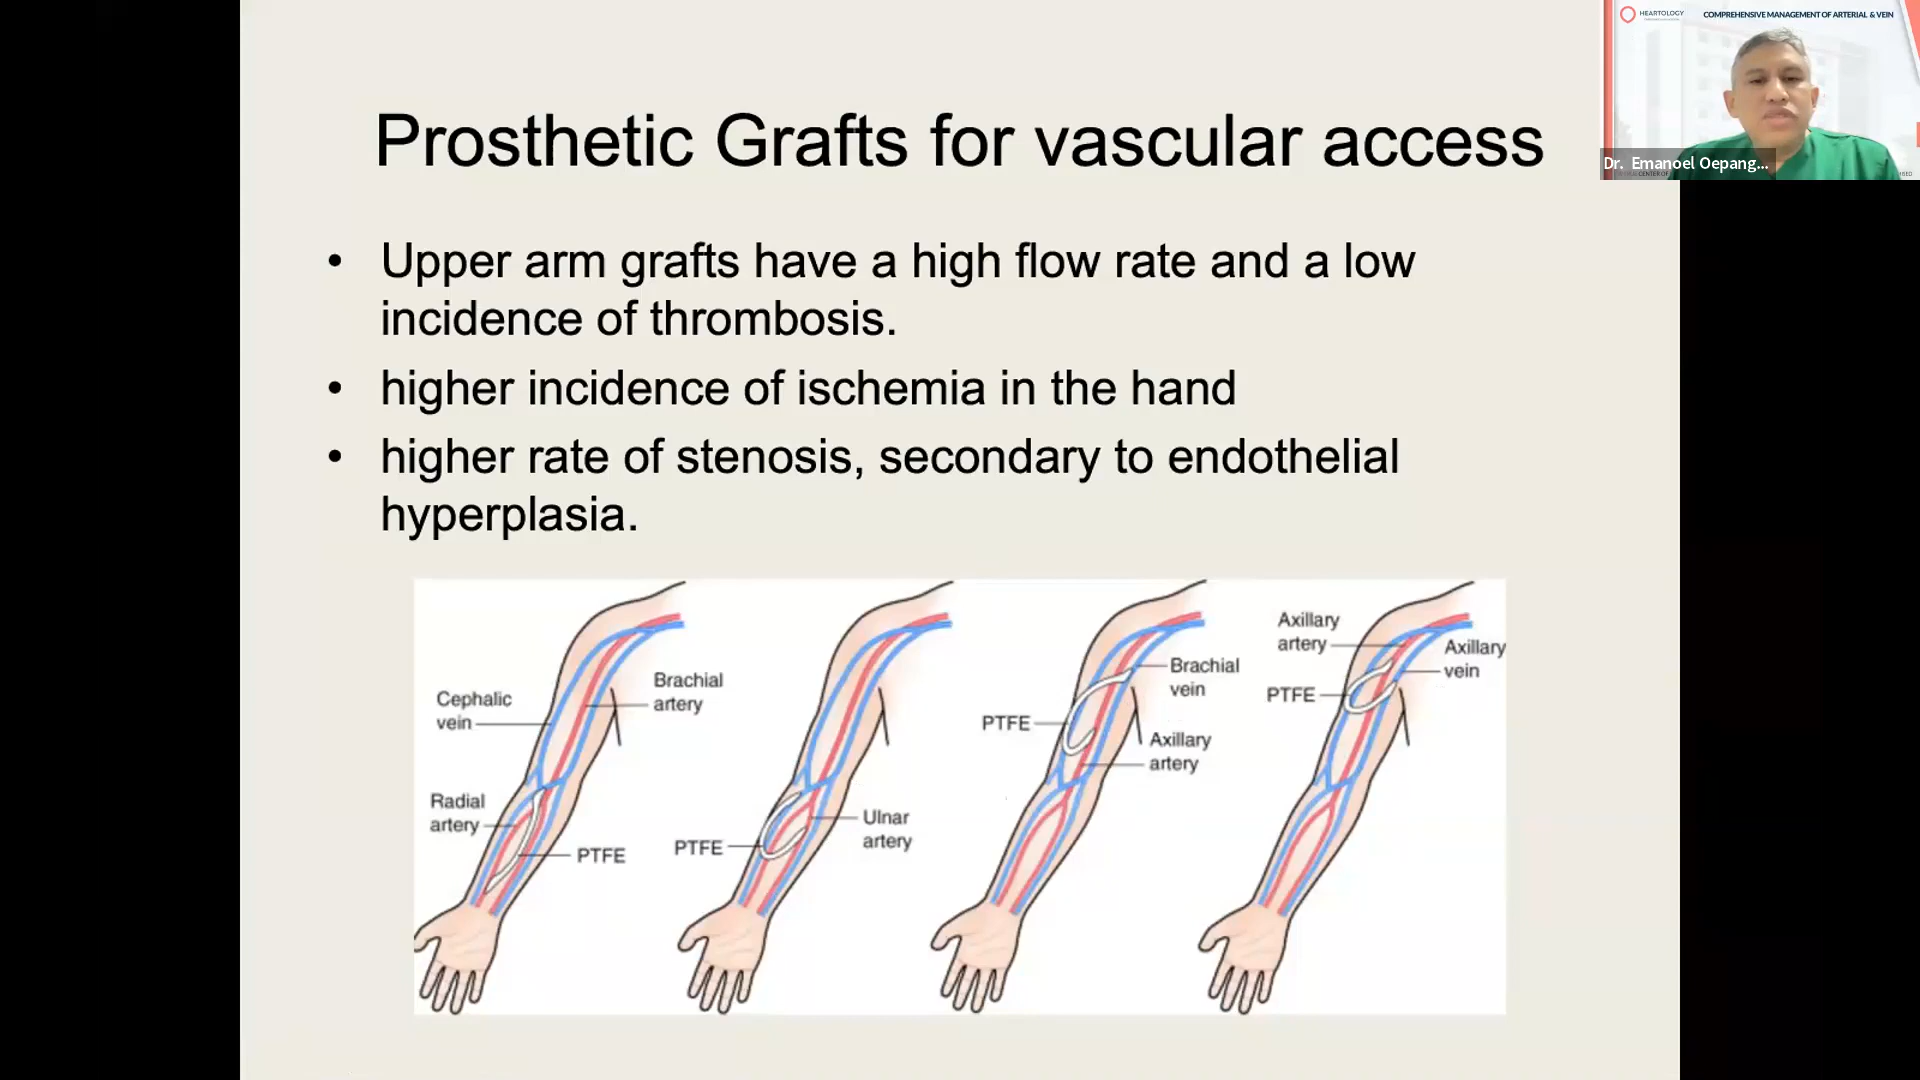 Prosthetic Grafts for vascular access
• Upper arm grafts have a high flow rate and a low
incidence of thrombosis.
• higher incidence of ischemia in the hand
• higher rate of stenosis, secondary to endothelial
hyperplasia.
Cephalic
vein
Brachial
artery
Radial
artery
PTFE
PTFE
Ulnar
artery
PTFE
Brachial
vein
Axillary
artery
Axillary
artery
PTFE
Axillary
vein
HEARTOLOGY
COMPREHENSIVE MANAGEMENT OF ARTERIAL & VEIN
Dr. Emanoel Oepang...